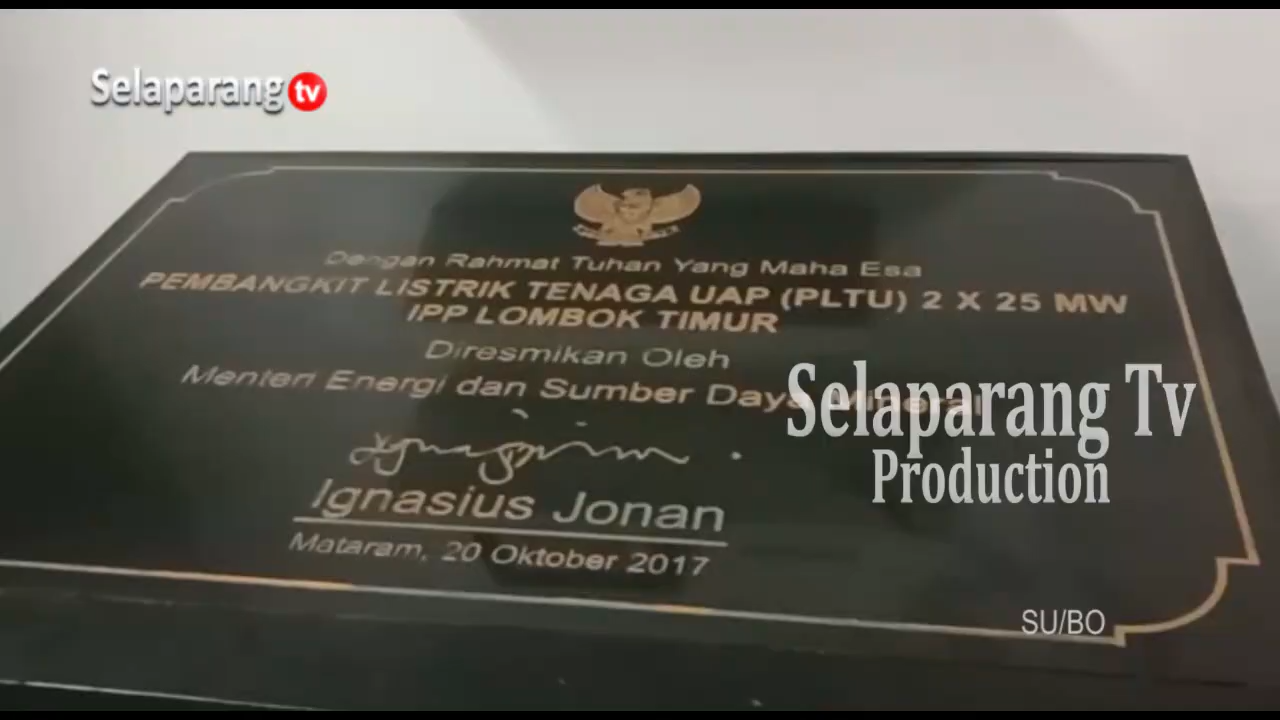 Selaparang tv
Dengan Rahmat Tuhan Yang Maha Esa
PEMBANGKIT LISTRIK TENAGA UAP (PLTU) 2 X 25 MW
IPP LOMBOK TIMUR
Diresmikan Oleh
Menteri Energi dan Sumber Daya Mineral
Selaparang Tv
Production
Ignasius Jonan
Mataram, 20 Oktober 2017
SU/BO